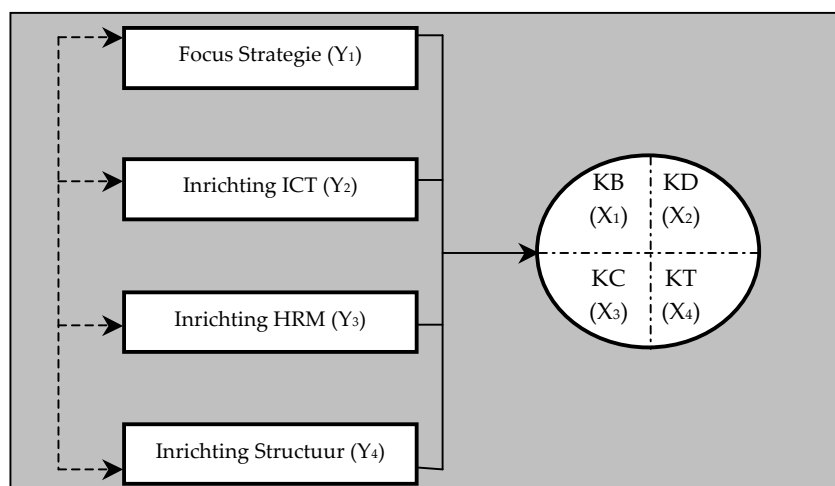 Focus Strategie (Y₁)
Inrichting ICT (Y₂)
Inrichting HRM (Y₃)
Inrichting Structuur (Y₄)
KB KD
(X₁) (X₂)
KC KT
(X₃) (X₄)